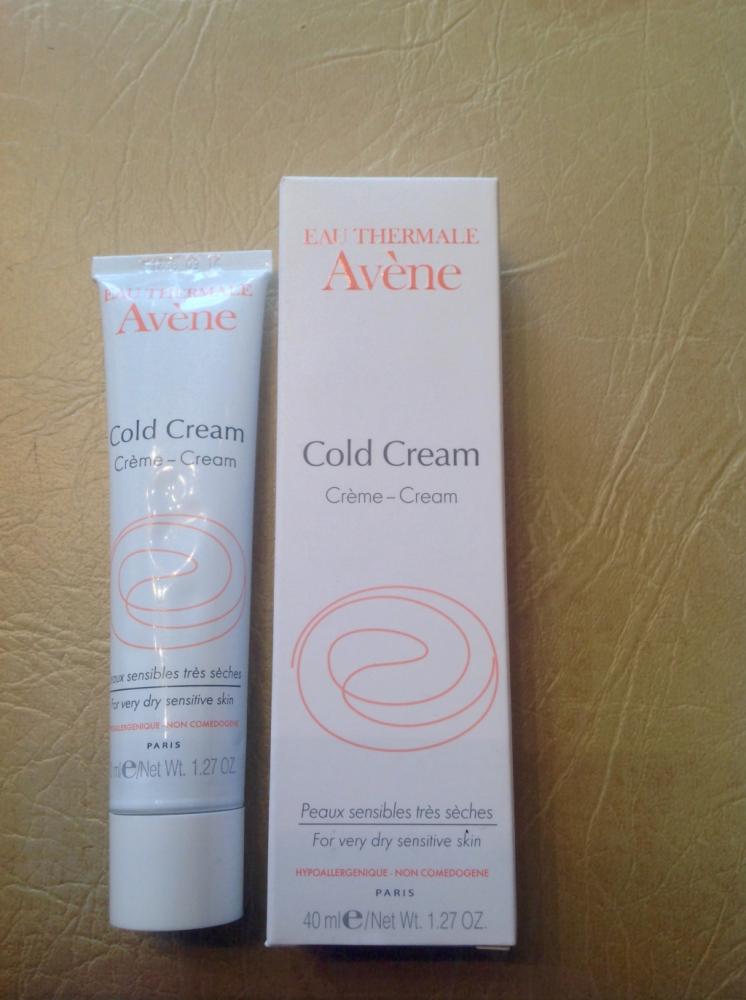 EAU THERMALE
Avène
Cold Cream
Crème – Cream
sensibles très sèches
For very dry sensitive skin
NON COMEDOGENE
PARIS
ml e/Net Wt. 1.27 OZ.
EAU THERMALE
Avène
Cold Cream
Crème – Cream
Peaux sensibles très sèches
For very dry sensitive skin
HYPOALLERGENIQUE - NON COMEDOGENE
PARIS
40 ml e/Net Wt. 1.27 OZ.